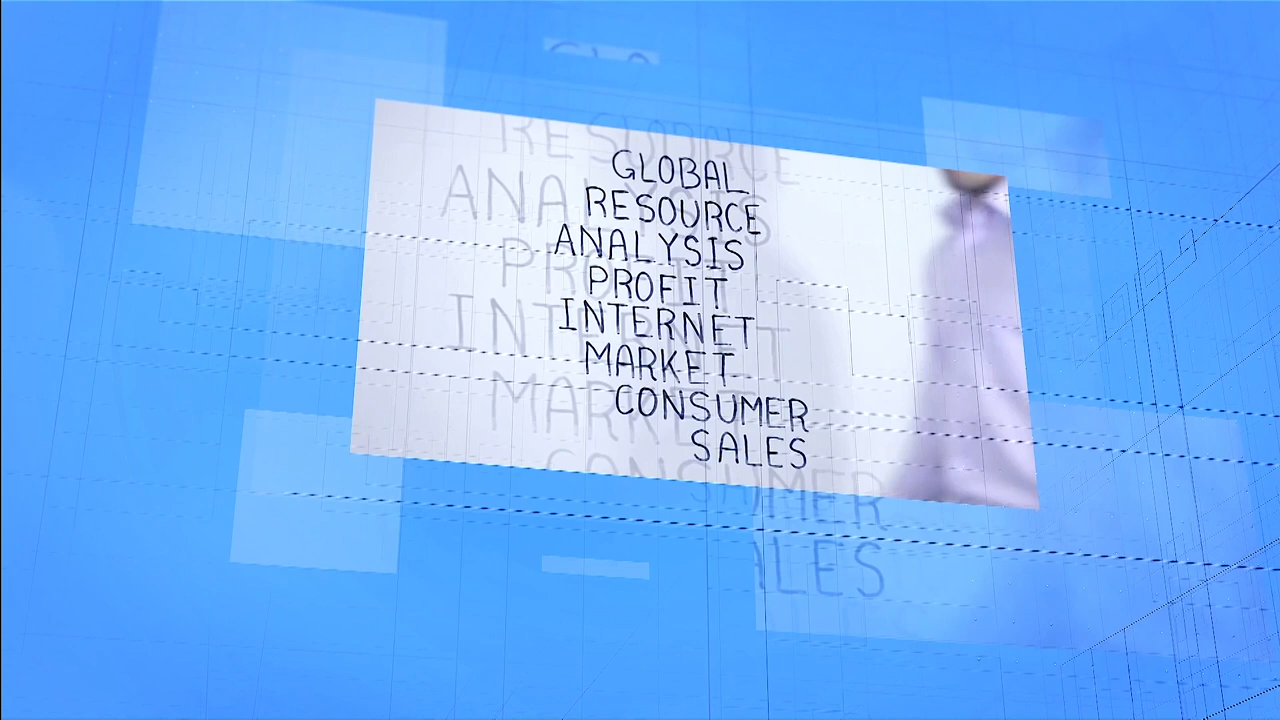 GLOBAL
RESOURCE
ANALYSIS
PROFIT
INTERNET
MARKET
CONSUMER
SALES